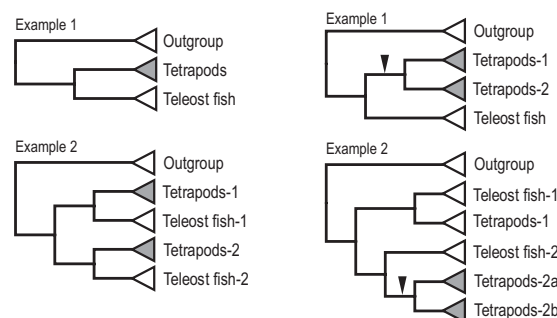 Example 1
Outgroup
Tetrapods
Teleost fish
Example 2
Outgroup
Tetrapods-1
Teleost fish-1
Tetrapods-2
Teleost fish-2
Example 1
Outgroup
Tetrapods-1
Tetrapods-2
Teleost fish
Example 2
Outgroup
Teleost fish-1
Tetrapods-1
Teleost fish-2
Tetrapods-2a
Tetrapods-2b